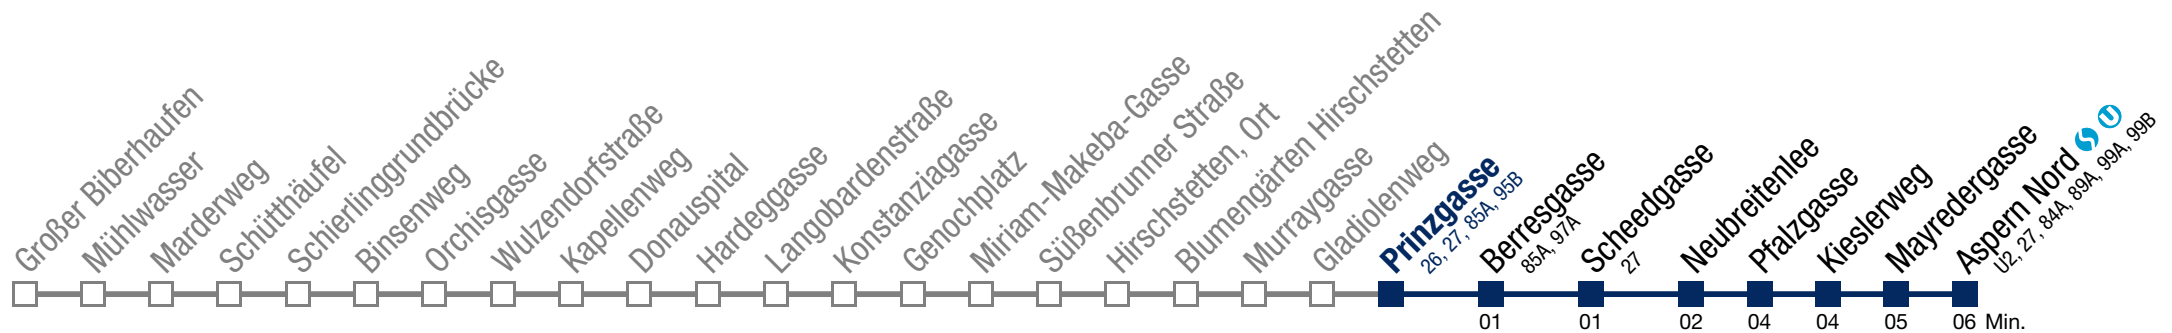 Großer Biberhaufen
Mühlwasser
Marderweg
Schütthäufel
Schierlinggrundbrücke
Binsenweg
Orchisgasse
Wulzendorfstraße
Kapellenweg
Donauspital
Hardeggasse
Langobardenstraße
Konstanziagasse
Genochplatz
Miriam-Makeba-Gasse
Süßenbrunner Straße
Hirschstetten, Ort
Blumengärten Hirschstetten
Murraygasse
Gladiolenweg
Prinzgasse
26, 27, 85A, 95B
Berresgasse
85A, 97A
Scheedgasse
27
Neubreitenlee
Pfalzgasse
Kieslerweg
Mayredergasse
Aspern Nord S U
U2, 27, 84A, 89A, 99A, 99B
01 01 02 04 04 05 06 Min.